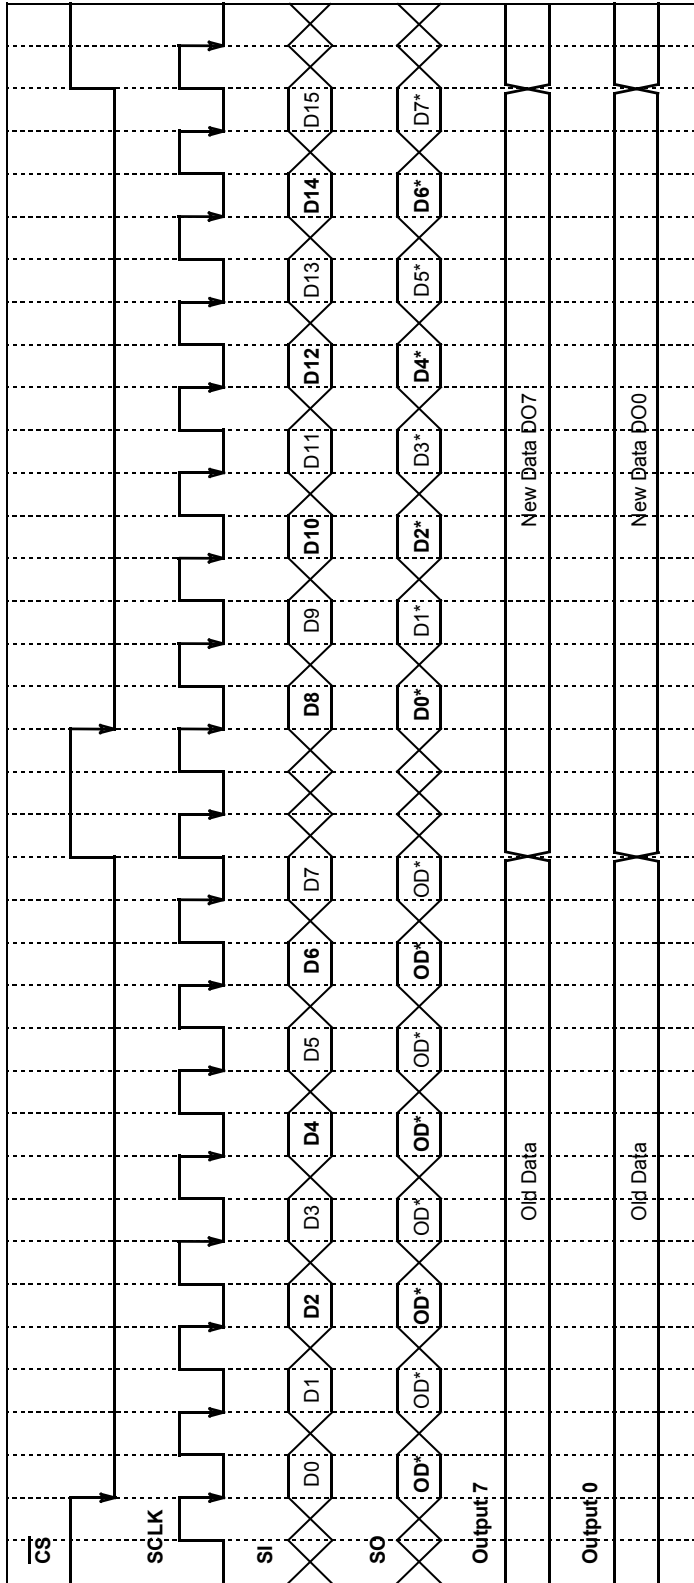 CS
SCLK
SI
D0 D1 D2 D3 D4 D5 D6 D7 D8 D9 D10 D11 D12 D13 D14 D15
SO
OD* OD* OD* OD* OD* OD* OD* OD* D0* D1* D2* D3* D4* D5* D6* D7*
Output 7
Old Data New Data DO7
Output 0
Old Data New Data DO0